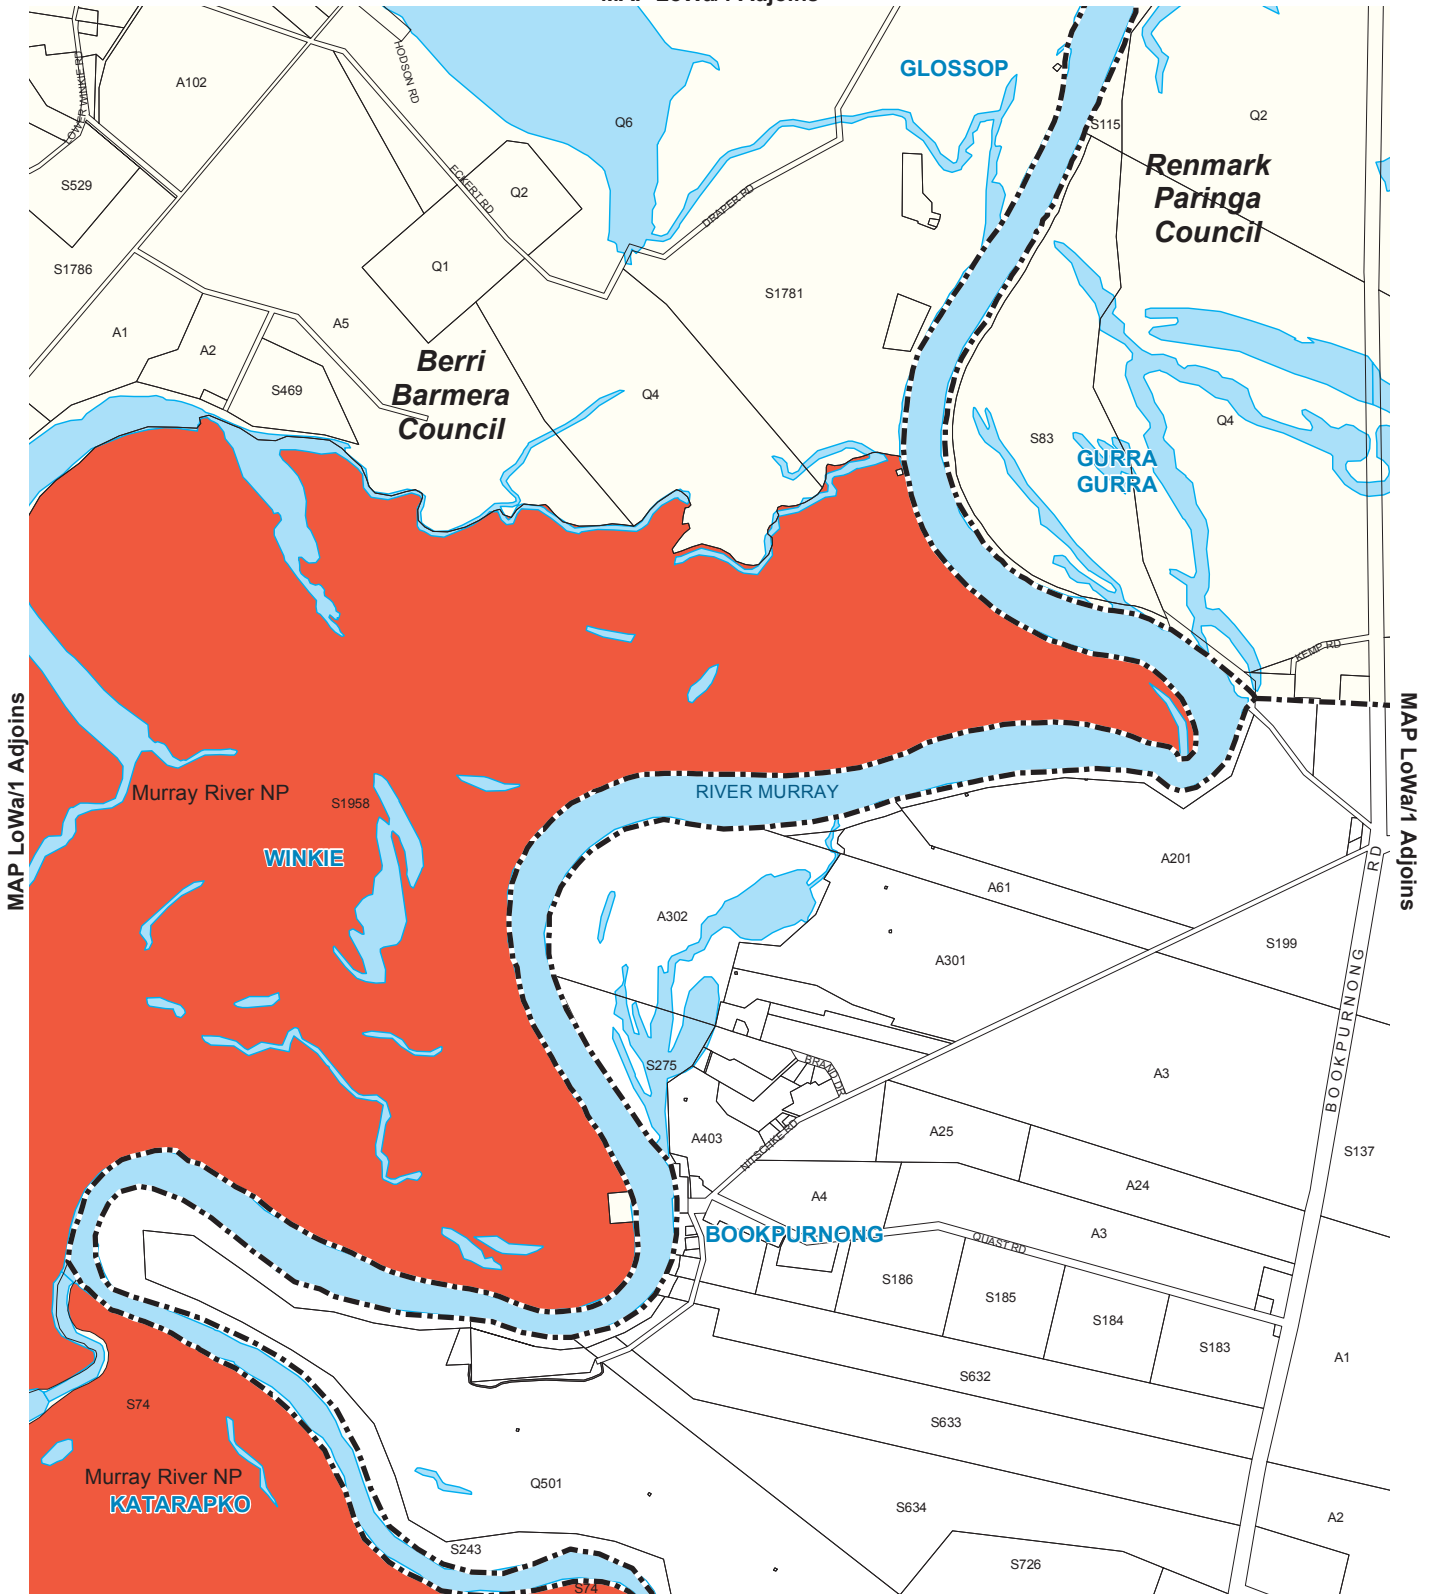 MAP LoWa/1 Adjoins
GLOSSOP
LOWER WINKIE RD
A102
HODSON RD
Q6
S115
Q2
Renmark
Paringa
Council
S529
ECKERT RD
Q2
DRAPER RD
S1786
Q1
S1781
A1
A2
A5
Berri
Barmera
Council
S469
Q4
S83
Q4
GURRA
GURRA
KEMP RD
MAP LoWa/1 Adjoins
MAP LoWa/1 Adjoins
Murray River NP
S1958
RIVER MURRAY
WINKIE
A201
RD
A61
A302
S199
A301
BOOKPURNONG
S275
BRAND DR
A3
A403
NITSCHKE RD
A25
S137
A24
A4
BOOKPURNONG
A3
QUAST RD
S186
S185
S184
S183
A1
S632
S74
S633
Murray River NP
KATARAPKO
Q501
S634
A2
S243
S726
S74